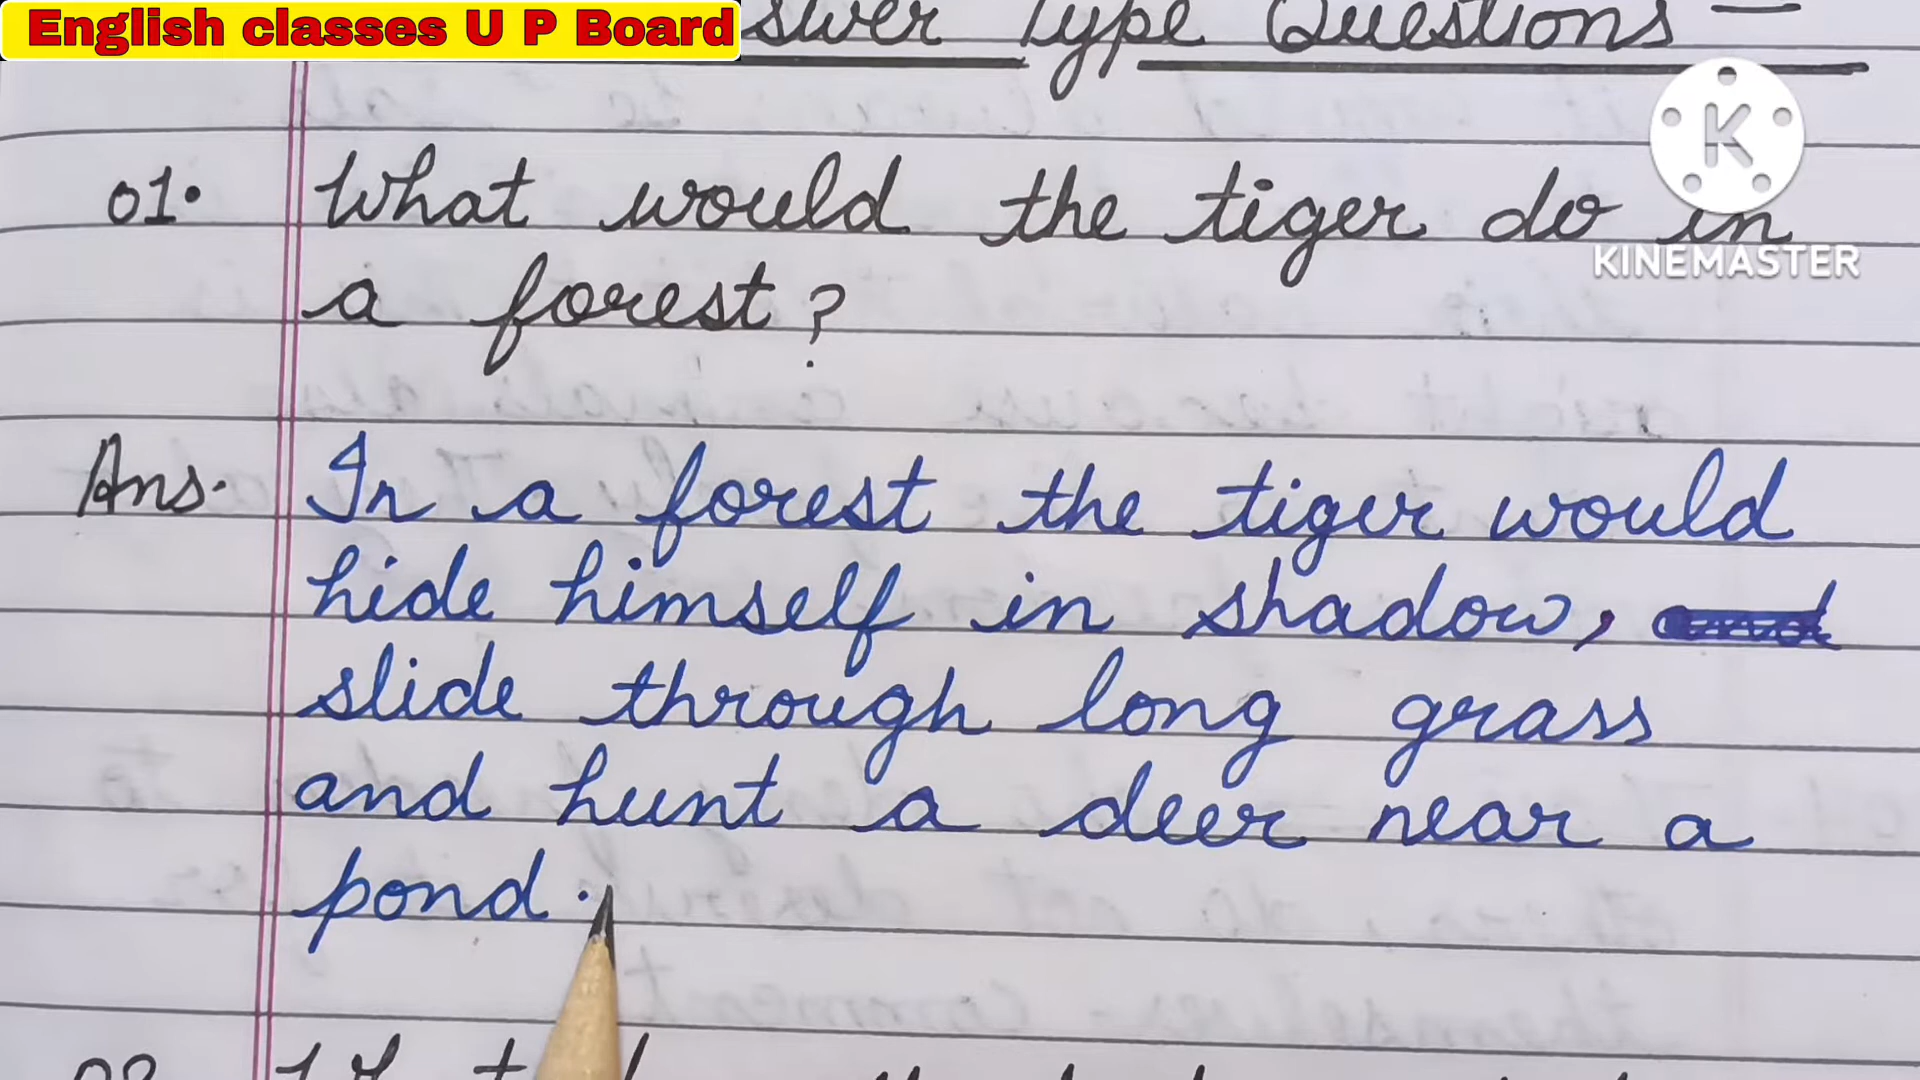 English classes U P Board
swer Type Questions -
01. What would the tiger do in
K
KINEMASTER
a forest?
Ans. In a forest the tiger would
hide himself in shadow,
slide through long grass
and hunt a deer near a
pond.